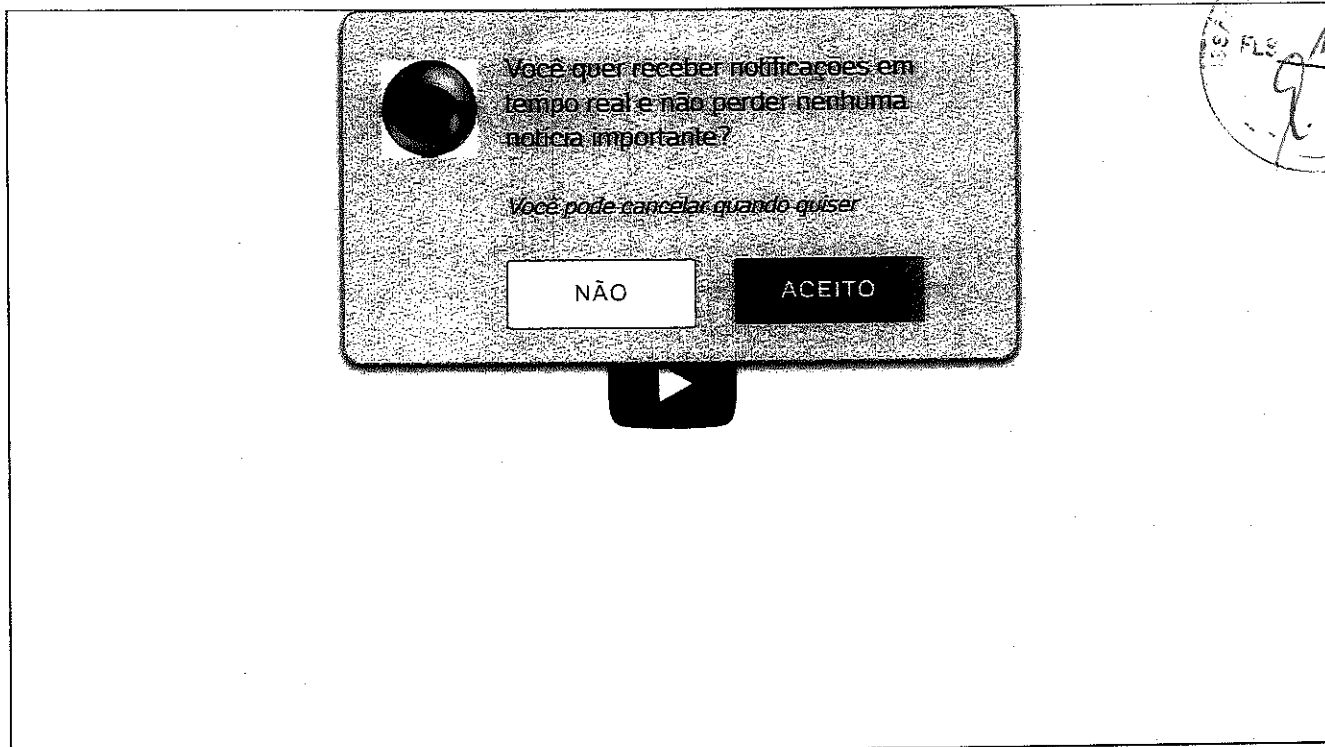 Você quer receber notificações em
tempo real e não perder nenhuma
notícia importante?
Você pode cancelar quando quiser
NÃO
ACEITO
FLS